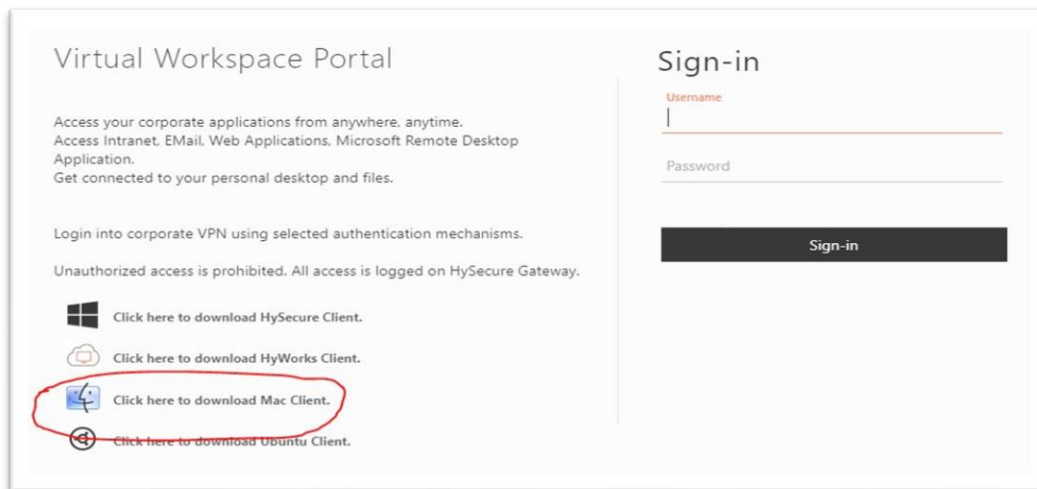 Virtual Workspace Portal
Access your corporate applications from anywhere, anytime.
Access Intranet, EMail, Web Applications, Microsoft Remote Desktop
Application.
Get connected to your personal desktop and files.
Login into corporate VPN using selected authentication mechanisms.
Unauthorized access is prohibited. All access is logged on HySecure Gateway.
Click here to download HySecure Client.
Click here to download HyWorks Client.
Click here to download Mac Client.
Click here to download Ubuntu Client.
Sign-in
Username
Password
Sign-in